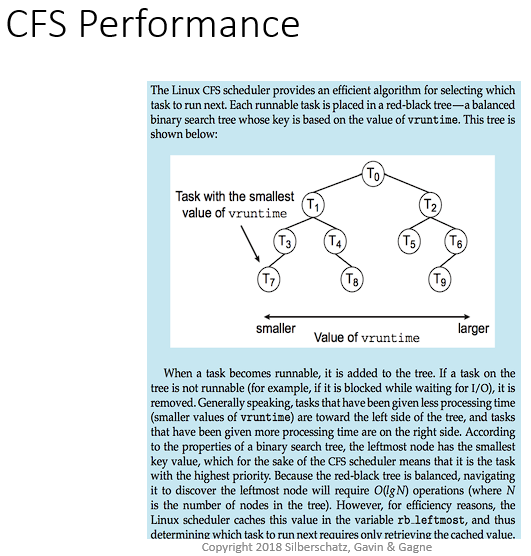 CFS Performance
The Linux CFS scheduler provides an efficient algorithm for selecting which
task to run next. Each runnable task is placed in a red-black tree—a balanced
binary search tree whose key is based on the value of vruntime. This tree is
shown below:
T0
Task with the smallest
value of vruntime
T1
T2
T3
T4
T5
T6
T7
T8
T9
smaller
Value of vruntime
larger
When a task becomes runnable, it is added to the tree. If a task on the
tree is not runnable (for example, if it is blocked while waiting for I/O), it is
removed. Generally speaking, tasks that have been given less processing time
(smaller values of vruntime) are toward the left side of the tree, and tasks
that have been given more processing time are on the right side. According
to the properties of a binary search tree, the leftmost node has the smallest
key value, which for the sake of the CFS scheduler means that it is the task
with the highest priority. Because the red-black tree is balanced, navigating
it to discover the leftmost node will require O(lgN) operations (where N
is the number of nodes in the tree). However, for efficiency reasons, the
Linux scheduler caches this value in the variable rb_leftmost, and thus
determining which task to run next requires only retrieving the cached value.
Copyright 2018 Silberschatz, Gavin & Gagne